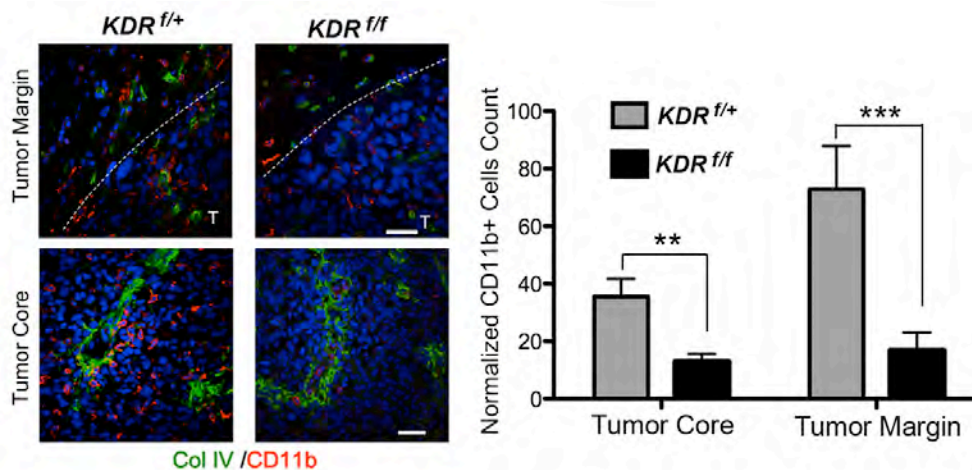 KDR f/+
KDR f/f
Tumor Margin
T
T
Tumor Core
Col IV /CD11b
Normalized CD11b+ Cells Count
100
80
60
40
20
0
KDR f/+
KDR f/f
**
***
Tumor Core
Tumor Margin